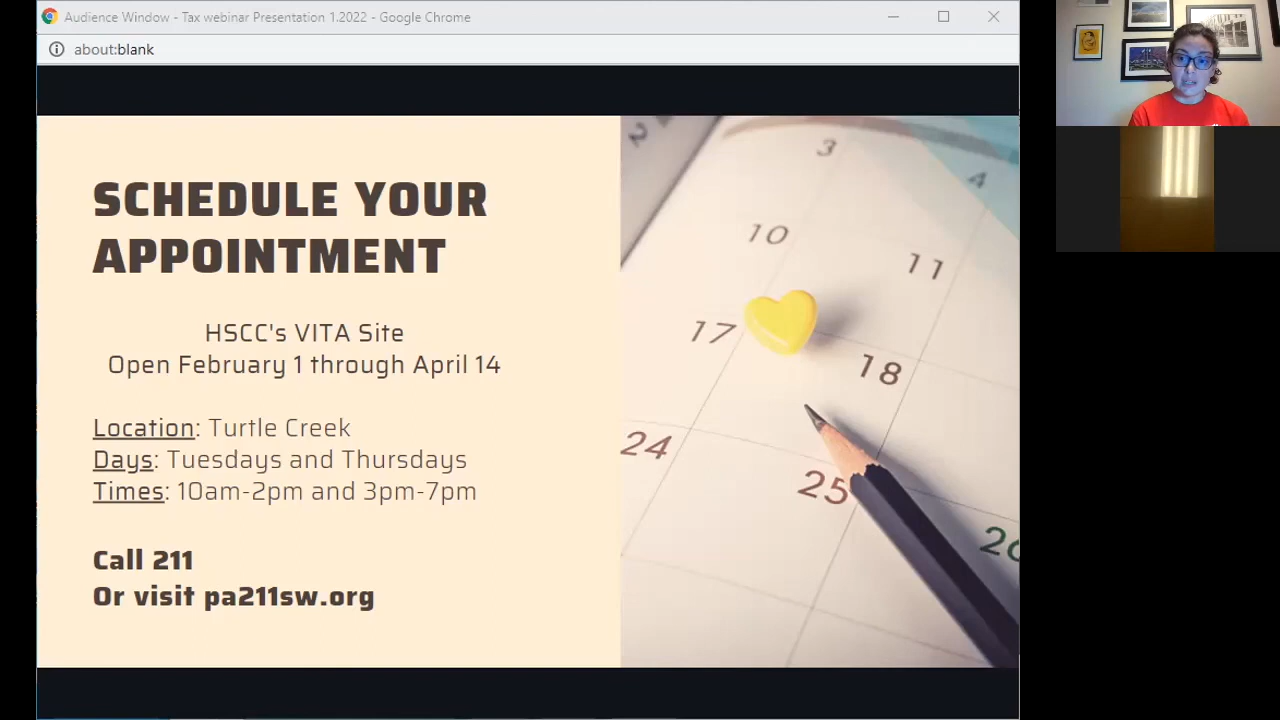 Audience Window - Tax webinar Presentation 1.2022 - Google Chrome
about:blank
SCHEDULE YOUR
APPOINTMENT
HSCC's VITA Site
Open February 1 through April 14
Location: Turtle Creek
Days: Tuesdays and Thursdays
Times: 10am-2pm and 3pm-7pm
Call 211
Or visit pa211sw.org
2
3
4
10
11
17
18
24
25
26